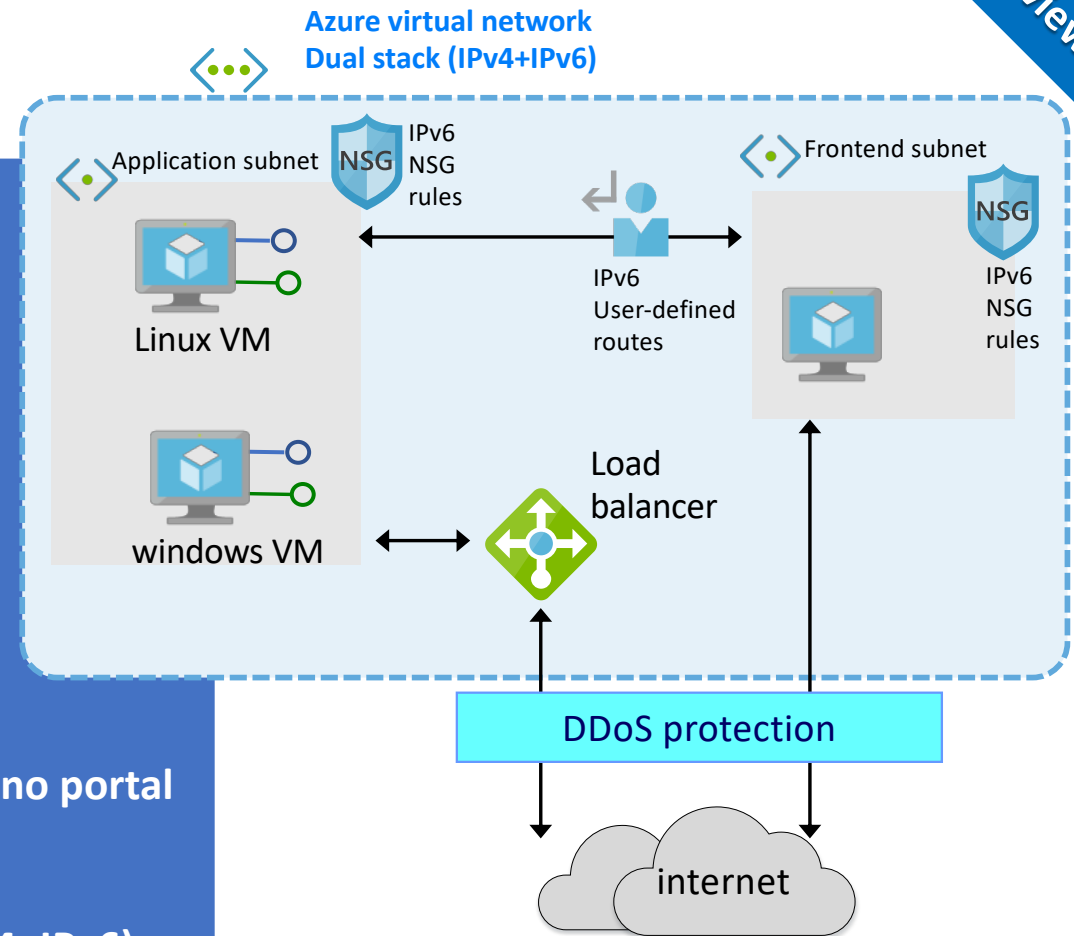 Azure virtual network
Dual stack (IPv4+IPv6)
Application subnet
NSG
IPv6
NSG
rules
Frontend subnet
NSG
IPv6
NSG
rules
IPv6
User-defined
routes
Linux VM
windows VM
Load
balancer
DDoS protection
no portal
internet